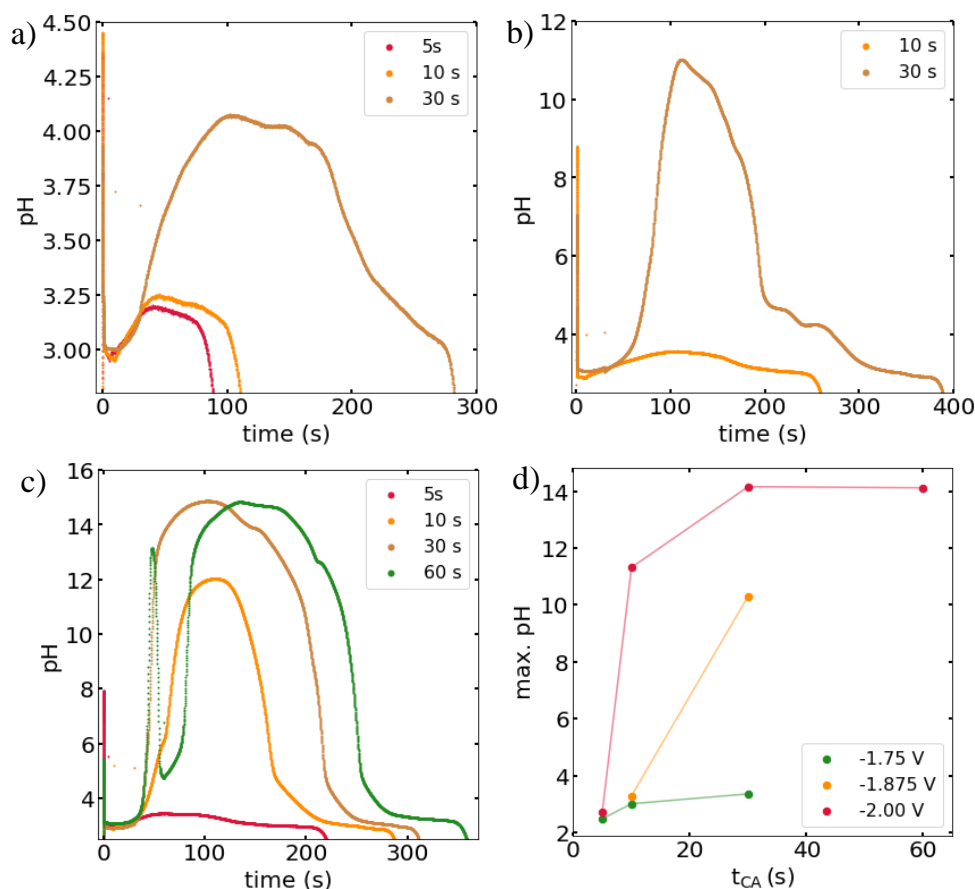 a)
4.50
4.25
4.00
3.75
3.50
3.25
3.00
pH
0 100 200 300
time (s)
5s
10 s
30 s
b)
12
10
8
6
4
pH
0 100 200 300 400
time (s)
10 s
30 s
c)
16
14
12
10
8
6
4
pH
0 100 200 300
time (s)
5s
10 s
30 s
60 s
d)
14
12
10
8
6
4
2
max. pH
0 20 40 60
tCA (s)
-1.75 V
-1.875 V
-2.00 V